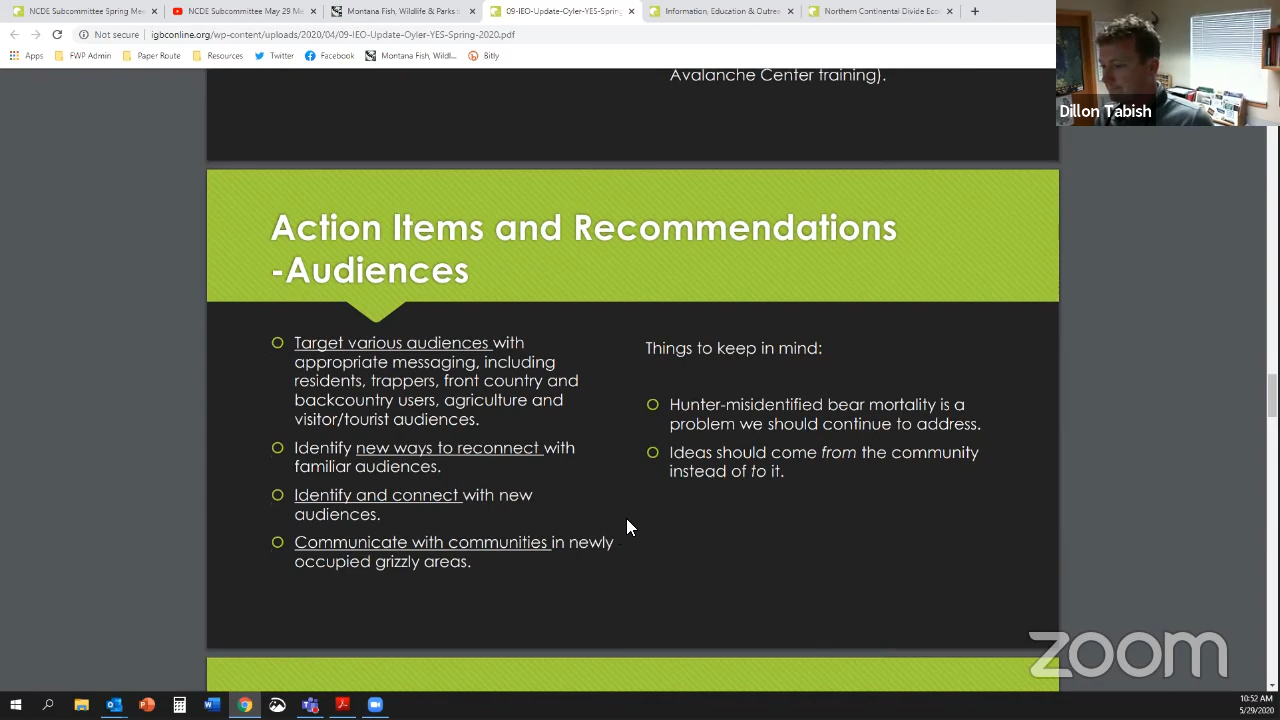 NCDE Subcommittee Spring Me
NCDE Subcommittee May 29 M
Montana Fish, Wildlife & Parks
09-IEO-Update-Oyler-YES-Spring-
Information, Education & Outre
Northern Continental Divide Eco
Not secure | igbconline.org/wp-content/uploads/2020/04/09-IEO-Update-Oyler-YES-Spring-2020.pdf
Apps FWP Admin Paper Route Resources Twitter Facebook Montana Fish, Wildl... Bitly
Dillon Tabish
Avalanche Center training).
Action Items and Recommendations
-Audiences
Target various audiences with
appropriate messaging, including
residents, trappers, front country and
backcountry users, agriculture and
visitor/tourist audiences.
Identify new ways to reconnect with
familiar audiences.
Identify and connect with new
audiences.
Communicate with communities in newly
occupied grizzly areas.
Things to keep in mind:
Hunter-misidentified bear mortality is a
problem we should continue to address.
Ideas should come from the community
instead of to it.
zoom
10:52 AM
5/29/2020